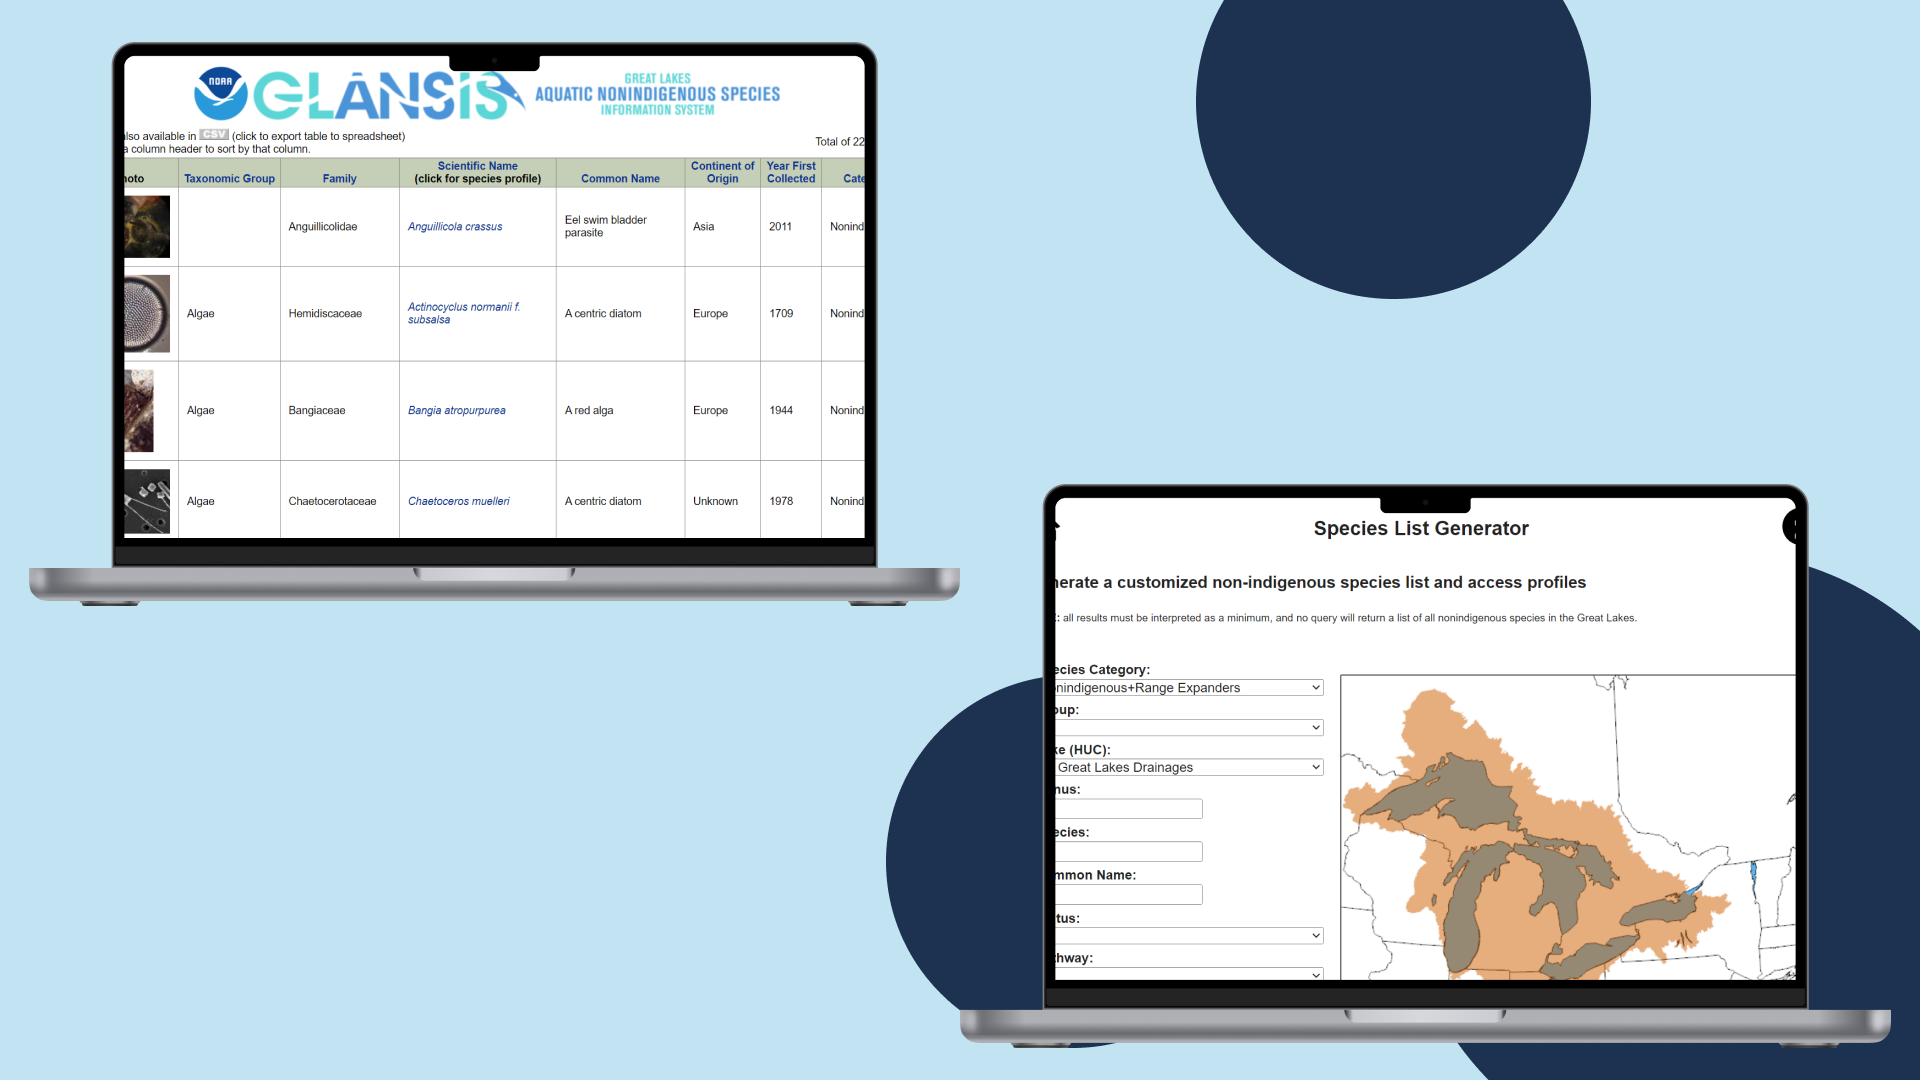 NOAA
GLANSIS
GREAT LAKES
AQUATIC NONINDIGENOUS SPECIES
INFORMATION SYSTEM
lso available in CSV (click to export table to spreadsheet)
a column header to sort by that column.
Total of 22
hoto
Taxonomic Group
Family
Scientific Name
(click for species profile)
Common Name
Continent of
Origin
Year First
Collected
Cate
Anguillicolidae
Anguillicola crassus
Eel swim bladder
parasite
Asia
2011
Nonind
Algae
Hemidiscaceae
Actinocyclus normanii f.
subsalsa
A centric diatom
Europe
1709
Nonind
Algae
Bangiaceae
Bangia atropurpurea
A red alga
Europe
1944
Nonind
Algae
Chaetocerotaceae
Chaetoceros muelleri
A centric diatom
Unknown
1978
Nonind
Species List Generator
nerate a customized non-indigenous species list and access profiles
: all results must be interpreted as a minimum, and no query will return a list of all nonindigenous species in the Great Lakes.
ecies Category:
nindigenous+Range Expanders
oup:
ke (HUC):
Great Lakes Drainages
nus:
ecies:
mmon Name:
tus:
hway: